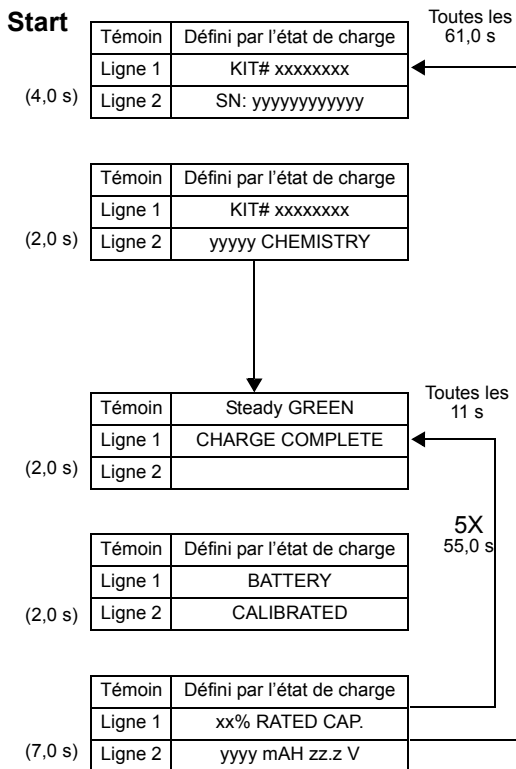 Start
Toutes les
61,0 s
Témoin Défini par l'état de charge
Ligne 1 KIT# xxxxxxxx
(4,0 s) Ligne 2 SN: yyyyyyyyyyyy
Témoin Défini par l'état de charge
Ligne 1 KIT# xxxxxxxx
(2,0 s) Ligne 2 yyyyy CHEMISTRY
Toutes les
11 s
Témoin Steady GREEN
Ligne 1 CHARGE COMPLETE
(2,0 s) Ligne 2
5X
55,0 s
Témoin Défini par l'état de charge
Ligne 1 BATTERY
(2,0 s) Ligne 2 CALIBRATED
Témoin Défini par l'état de charge
Ligne 1 xx% RATED CAP.
(7,0 s) Ligne 2 yyyy mAH zz.z V